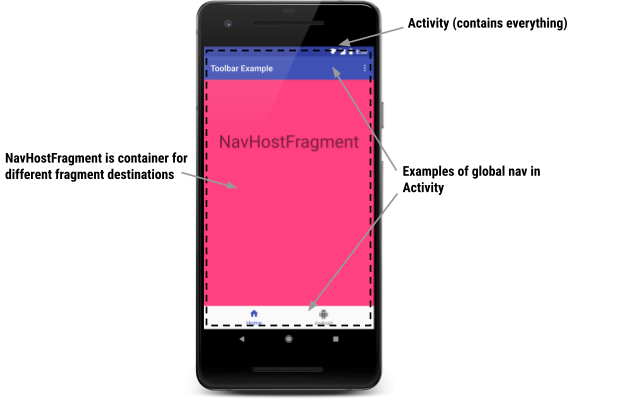 Activity (contains everything)
Toolbar Example
NavHostFragment
NavHostFragment is container for
different fragment destinations
Examples of global nav in
Activity
Home